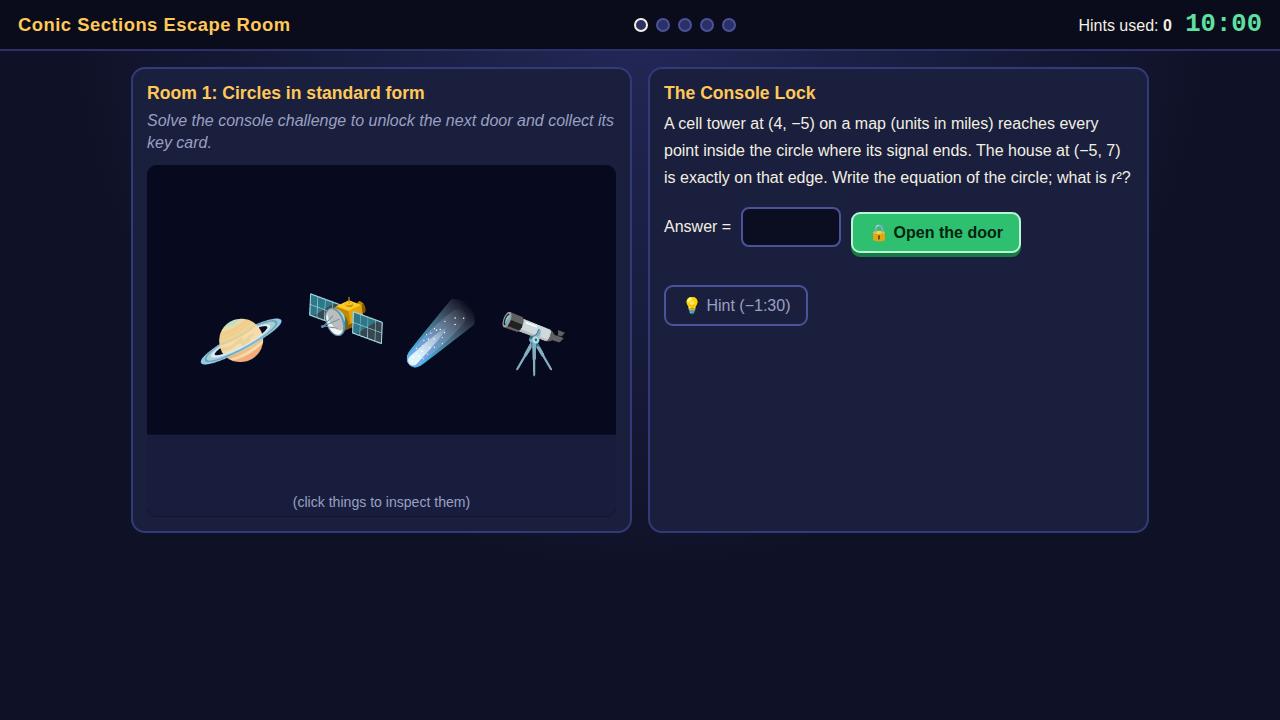 Conic Sections Escape Room
Hints used: 0 10:00
Room 1: Circles in standard form
Solve the console challenge to unlock the next door and collect its
key card.
(click things to inspect them)
The Console Lock
A cell tower at (4, −5) on a map (units in miles) reaches every
point inside the circle where its signal ends. The house at (−5, 7)
is exactly on that edge. Write the equation of the circle; what is r²?
Answer =
🔒 Open the door
💡 Hint (−1:30)